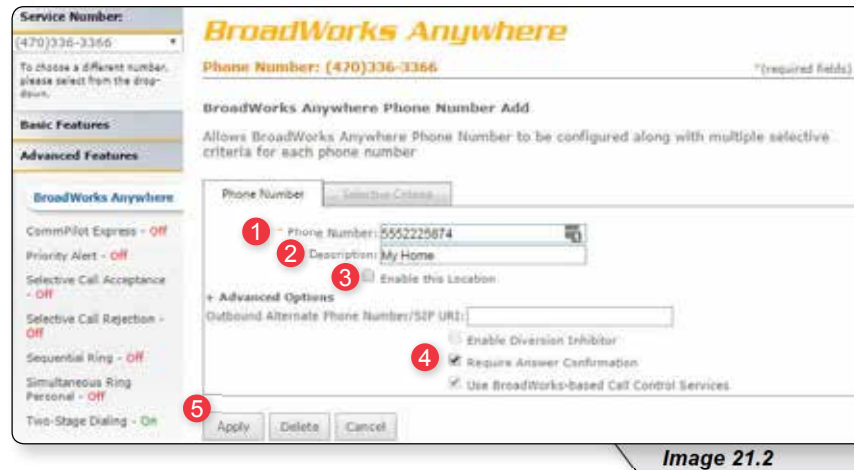 Service Number:
(470)336-3366
To choose a different number,
please select from the drop-
down.
Basic Features
Advanced Features
BroadWorks Anywhere
CommPilot Express - Off
Priority Alert - Off
Selective Call Acceptance
- Off
Selective Call Rejection -
Off
Sequential Ring - Off
Simultaneous Ring
Personal - Off
Two-Stage Dialing - On
BroadWorks Anywhere
Phone Number: (470)336-3366
*(required fields)
BroadWorks Anywhere Phone Number Add
Allows BroadWorks Anywhere Phone Number to be configured along with multiple selective
criteria for each phone number
Phone Number
Selective Criteria
1 * Phone Number: 5552225874
2 Description: My Home
3 Enable this Location
+ Advanced Options
Outbound Alternate Phone Number/SIP URI:
Enable Diversion Inhibitor
4 Require Answer Confirmation
Use BroadWorks-based Call Control Services
5
Apply Delete Cancel
Image 21.2